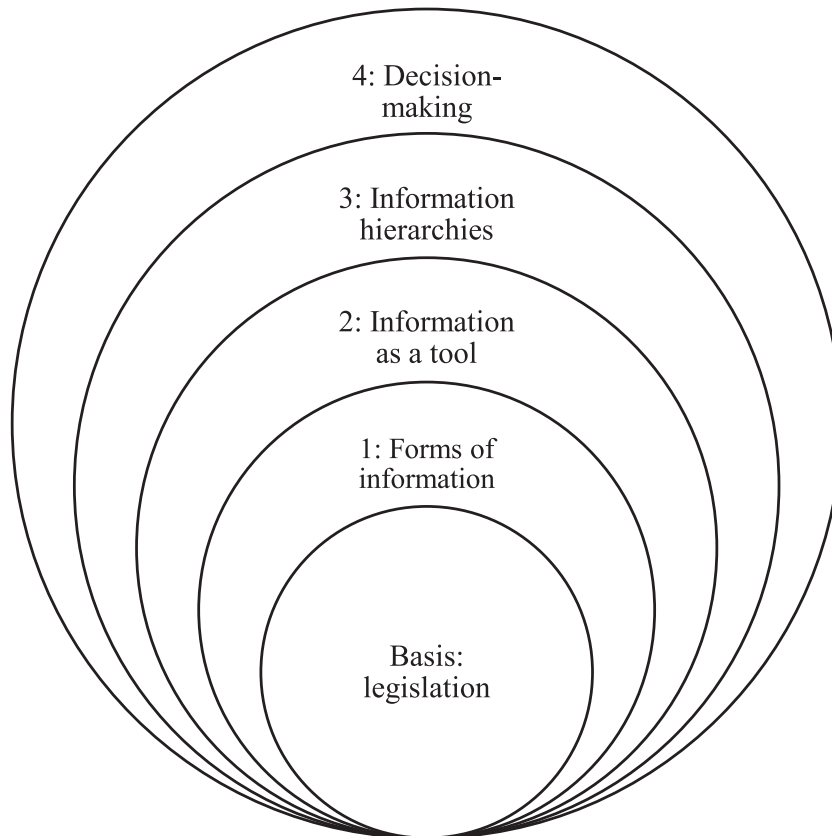 4: Decision-
making
3: Information
hierarchies
2: Information
as a tool
1: Forms of
information
Basis:
legislation